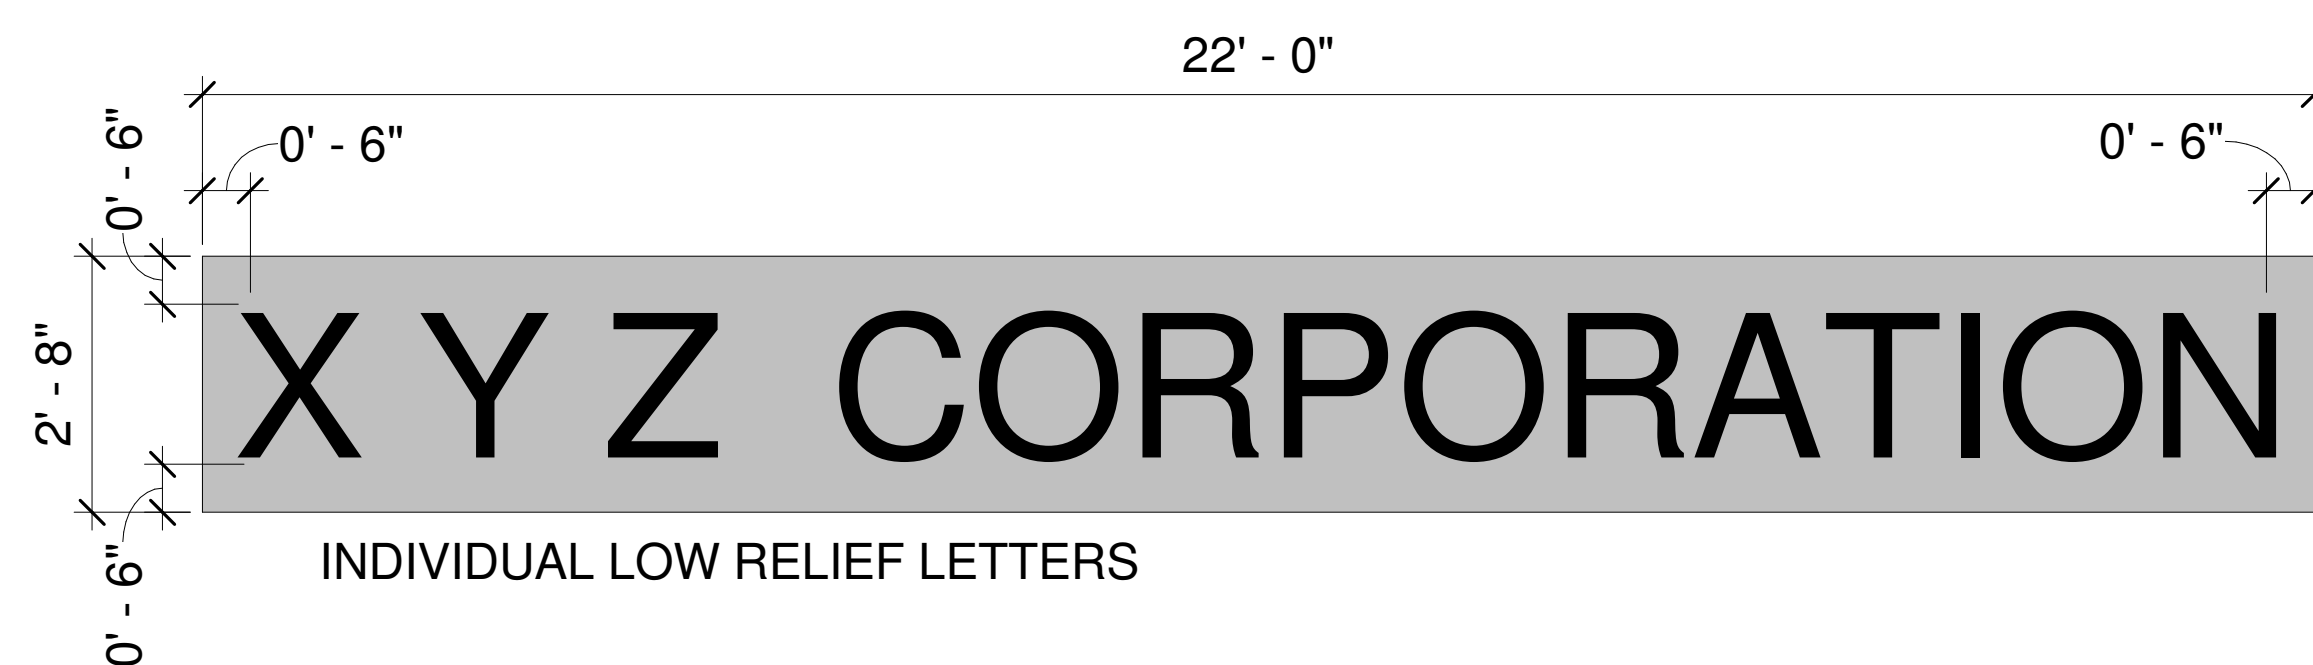 22' - 0"
0' - 6"
0' - 6"
0' - 6"
2' - 8"
X Y Z CORPORATION
0' - 6"
INDIVIDUAL LOW RELIEF LETTERS